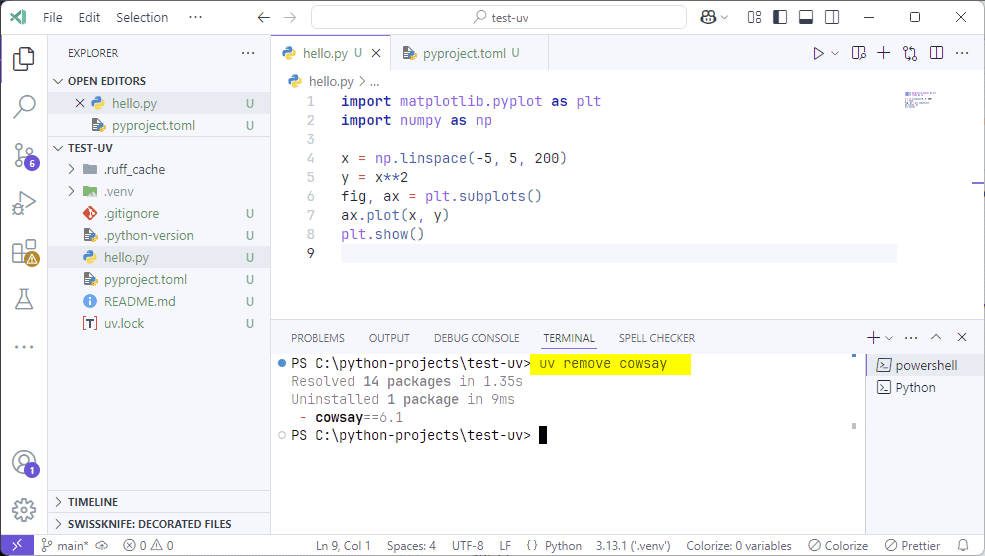 File Edit Selection ···
test-uv
EXPLORER ···
OPEN EDITORS
hello.py U
pyproject.toml U
TEST-UV
.ruff_cache
.venv
.gitignore U
.python-version U
hello.py U
pyproject.toml U
README.md U
uv.lock U
TIMELINE
SWISSKNIFE: DECORATED FILES
6
1
hello.py U
pyproject.toml U
hello.py > ...
1 import matplotlib.pyplot as plt
2 import numpy as np
3
4 x = np.linspace(-5, 5, 200)
5 y = x**2
6 fig, ax = plt.subplots()
7 ax.plot(x, y)
8 plt.show()
9
PROBLEMS OUTPUT DEBUG CONSOLE TERMINAL SPELL CHECKER
PS C:\python-projects\test-uv> uv remove cowsay
Resolved 14 packages in 1.35s
Uninstalled 1 package in 9ms
- cowsay==6.1
PS C:\python-projects\test-uv>
powershell
Python
main* 0 0 Ln 9, Col 1 Spaces: 4 UTF-8 LF { } Python 3.13.1 ('.venv') Colorize: 0 variables Colorize Prettier